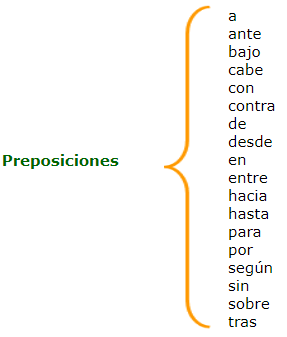 Preposiciones
a
ante
bajo
cabe
con
contra
de
desde
en
entre
hacia
hasta
para
por
según
sin
sobre
tras